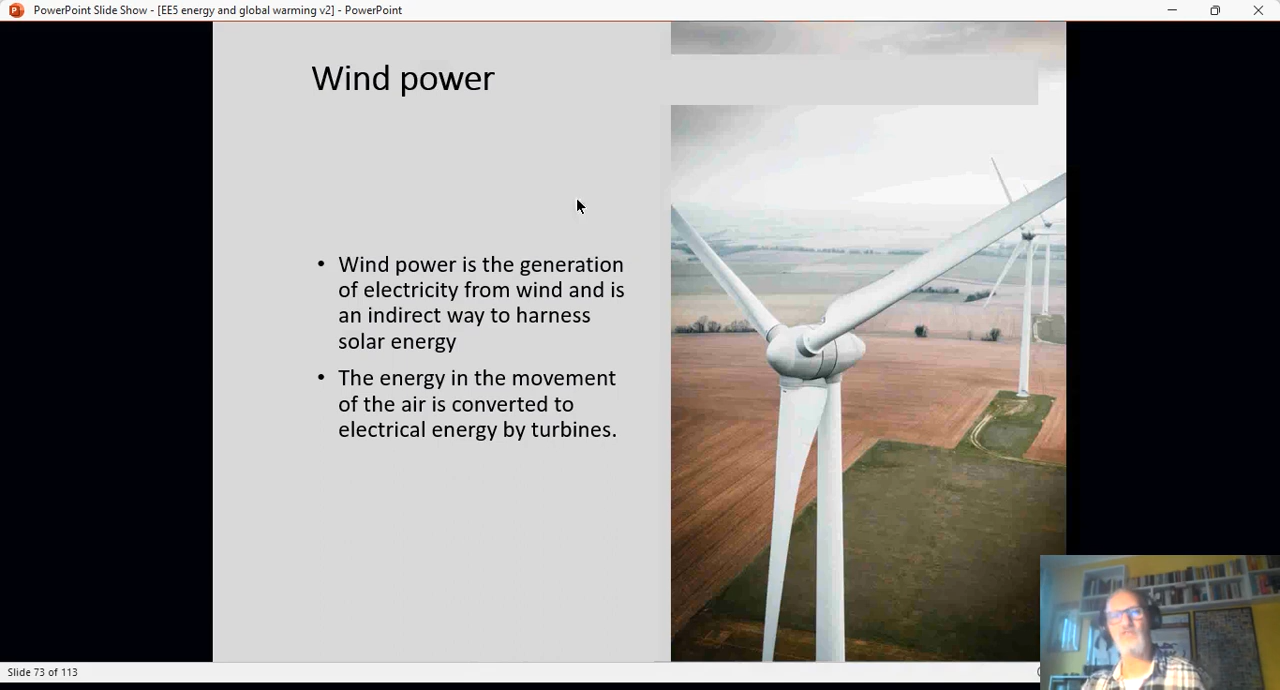 PowerPoint Slide Show - [EE5 energy and global warming v2] - PowerPoint
Wind power
• Wind power is the generation
of electricity from wind and is
an indirect way to harness
solar energy
• The energy in the movement
of the air is converted to
electrical energy by turbines.
Slide 73 of 113